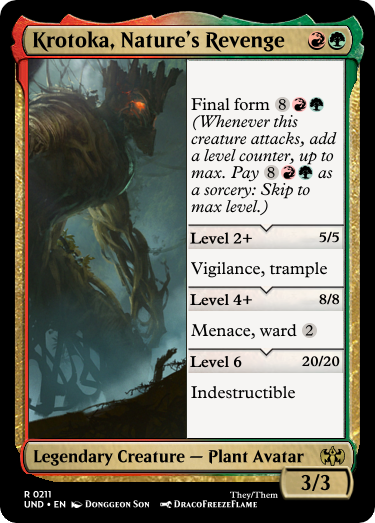 Krotoka, Nature's Revenge
Final form 8
(Whenever this
creature attacks, add
a level counter, up to
max. Pay 8 as
a sorcery: Skip to
max level.)
Level 2+ 5/5
Vigilance, trample
Level 4+ 8/8
Menace, ward 2
Level 6 20/20
Indestructible
Legendary Creature — Plant Avatar
3/3
R 0211
UND • EN Donggeon Son
They/Them
DracoFreezeFlame